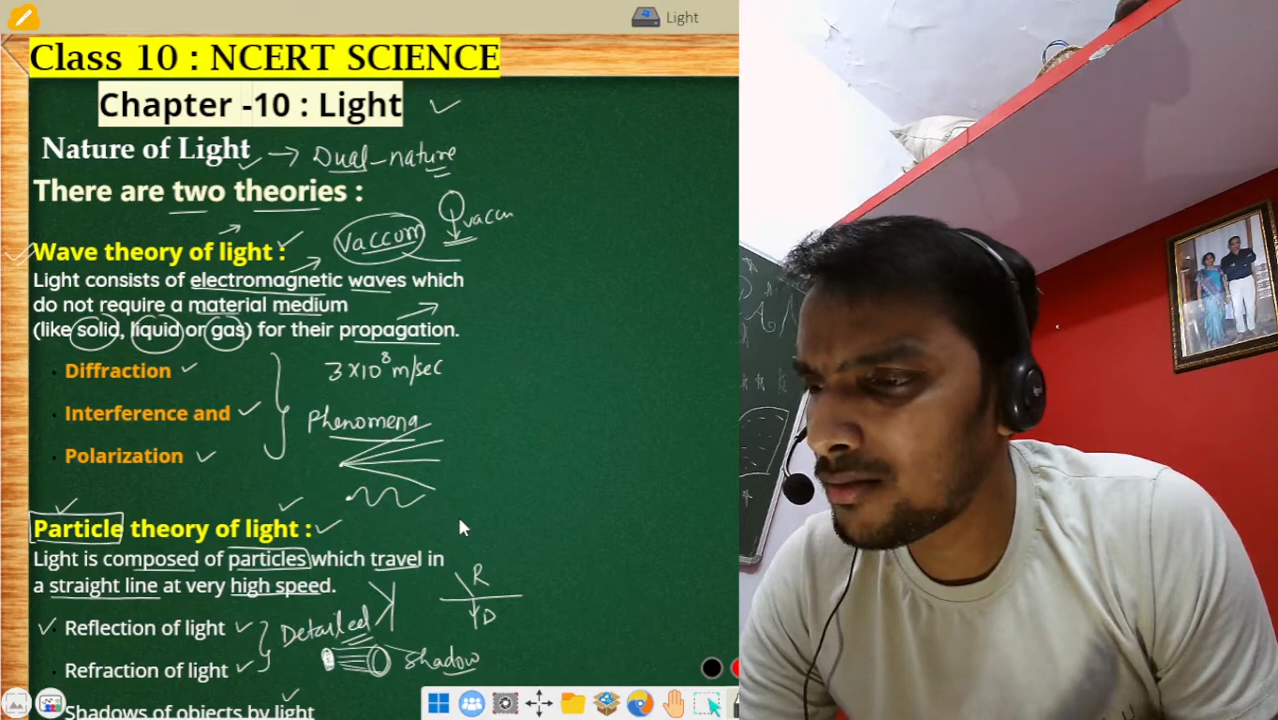 Light
Class 10 : NCERT SCIENCE
Chapter -10 : Light
Nature of Light → Dual-nature
There are two theories :
Wave theory of light :
Vaccum
vaccu
Light consists of electromagnetic waves which
do not require a material medium
(like solid, liquid or gas) for their propagation.
· Diffraction
3×10⁸ m/sec
· Interference and
Phenomena
· Polarization
Particle theory of light :
Light is composed of particles which travel in
a straight line at very high speed.
R
D
Reflection of light
Detailed
· Refraction of light
Shadow
· Shadows of objects by light